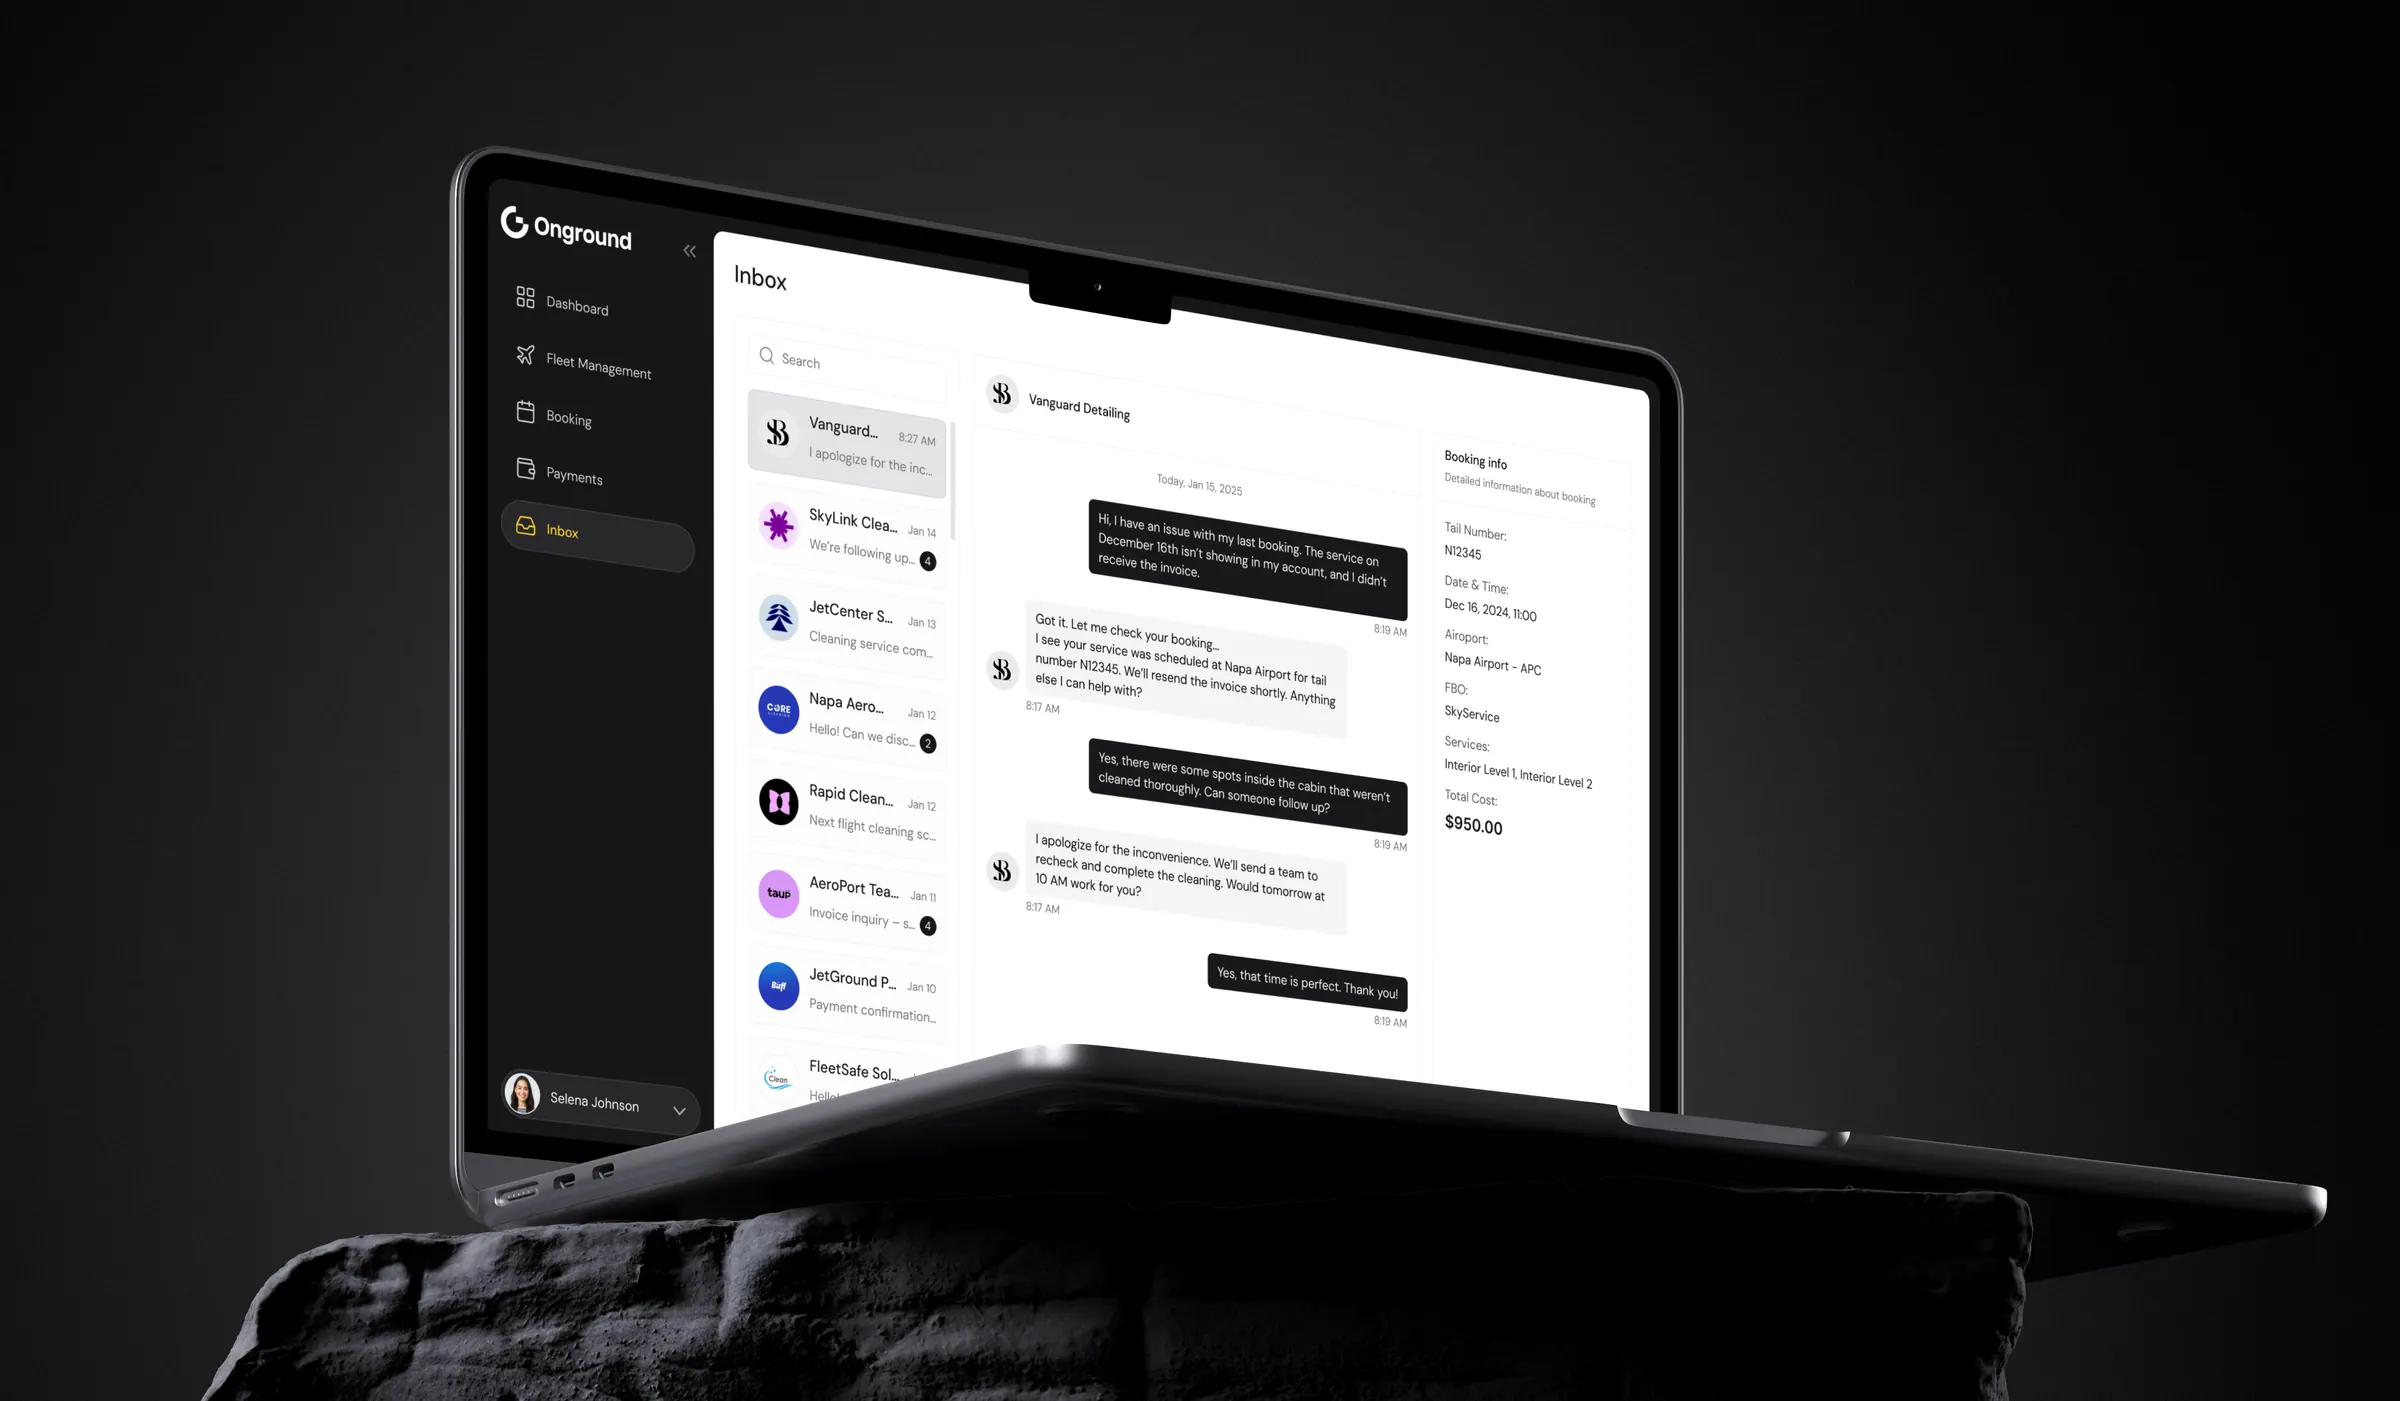 Onground
Dashboard
Fleet Management
Booking
Payments
Inbox
Selena Johnson
Inbox
Search
Vanguard...
8:27 AM
I apologize for the inc...
SkyLink Clea...
Jan 14
We're following up...
4
JetCenter S...
Jan 13
Cleaning service com...
CORE
Napa Aero...
Jan 12
Hello! Can we disc...
2
Rapid Clean...
Jan 12
Next flight cleaning sc...
taup
AeroPort Tea...
Jan 11
Invoice inquiry – s...
4
Buff
JetGround P...
Jan 10
Payment confirmation...
Clean
FleetSafe Sol...
Vanguard Detailing
Today, Jan 15, 2025
Hi, I have an issue with my last booking. The service on
December 16th isn't showing in my account, and I didn't
receive the invoice.
8:19 AM
Got it. Let me check your booking...
I see your service was scheduled at Napa Airport for tail
number N12345. We'll resend the invoice shortly. Anything
else I can help with?
8:17 AM
Yes, there were some spots inside the cabin that weren't
cleaned thoroughly. Can someone follow up?
8:19 AM
I apologize for the inconvenience. We'll send a team to
recheck and complete the cleaning. Would tomorrow at
10 AM work for you?
8:17 AM
Yes, that time is perfect. Thank you!
8:19 AM
Booking info
Detailed information about booking
Tail Number:
N12345
Date & Time:
Dec 16, 2024, 11:00
Airoport:
Napa Airport - APC
FBO:
SkyService
Services:
Interior Level 1, Interior Level 2
Total Cost:
$950.00